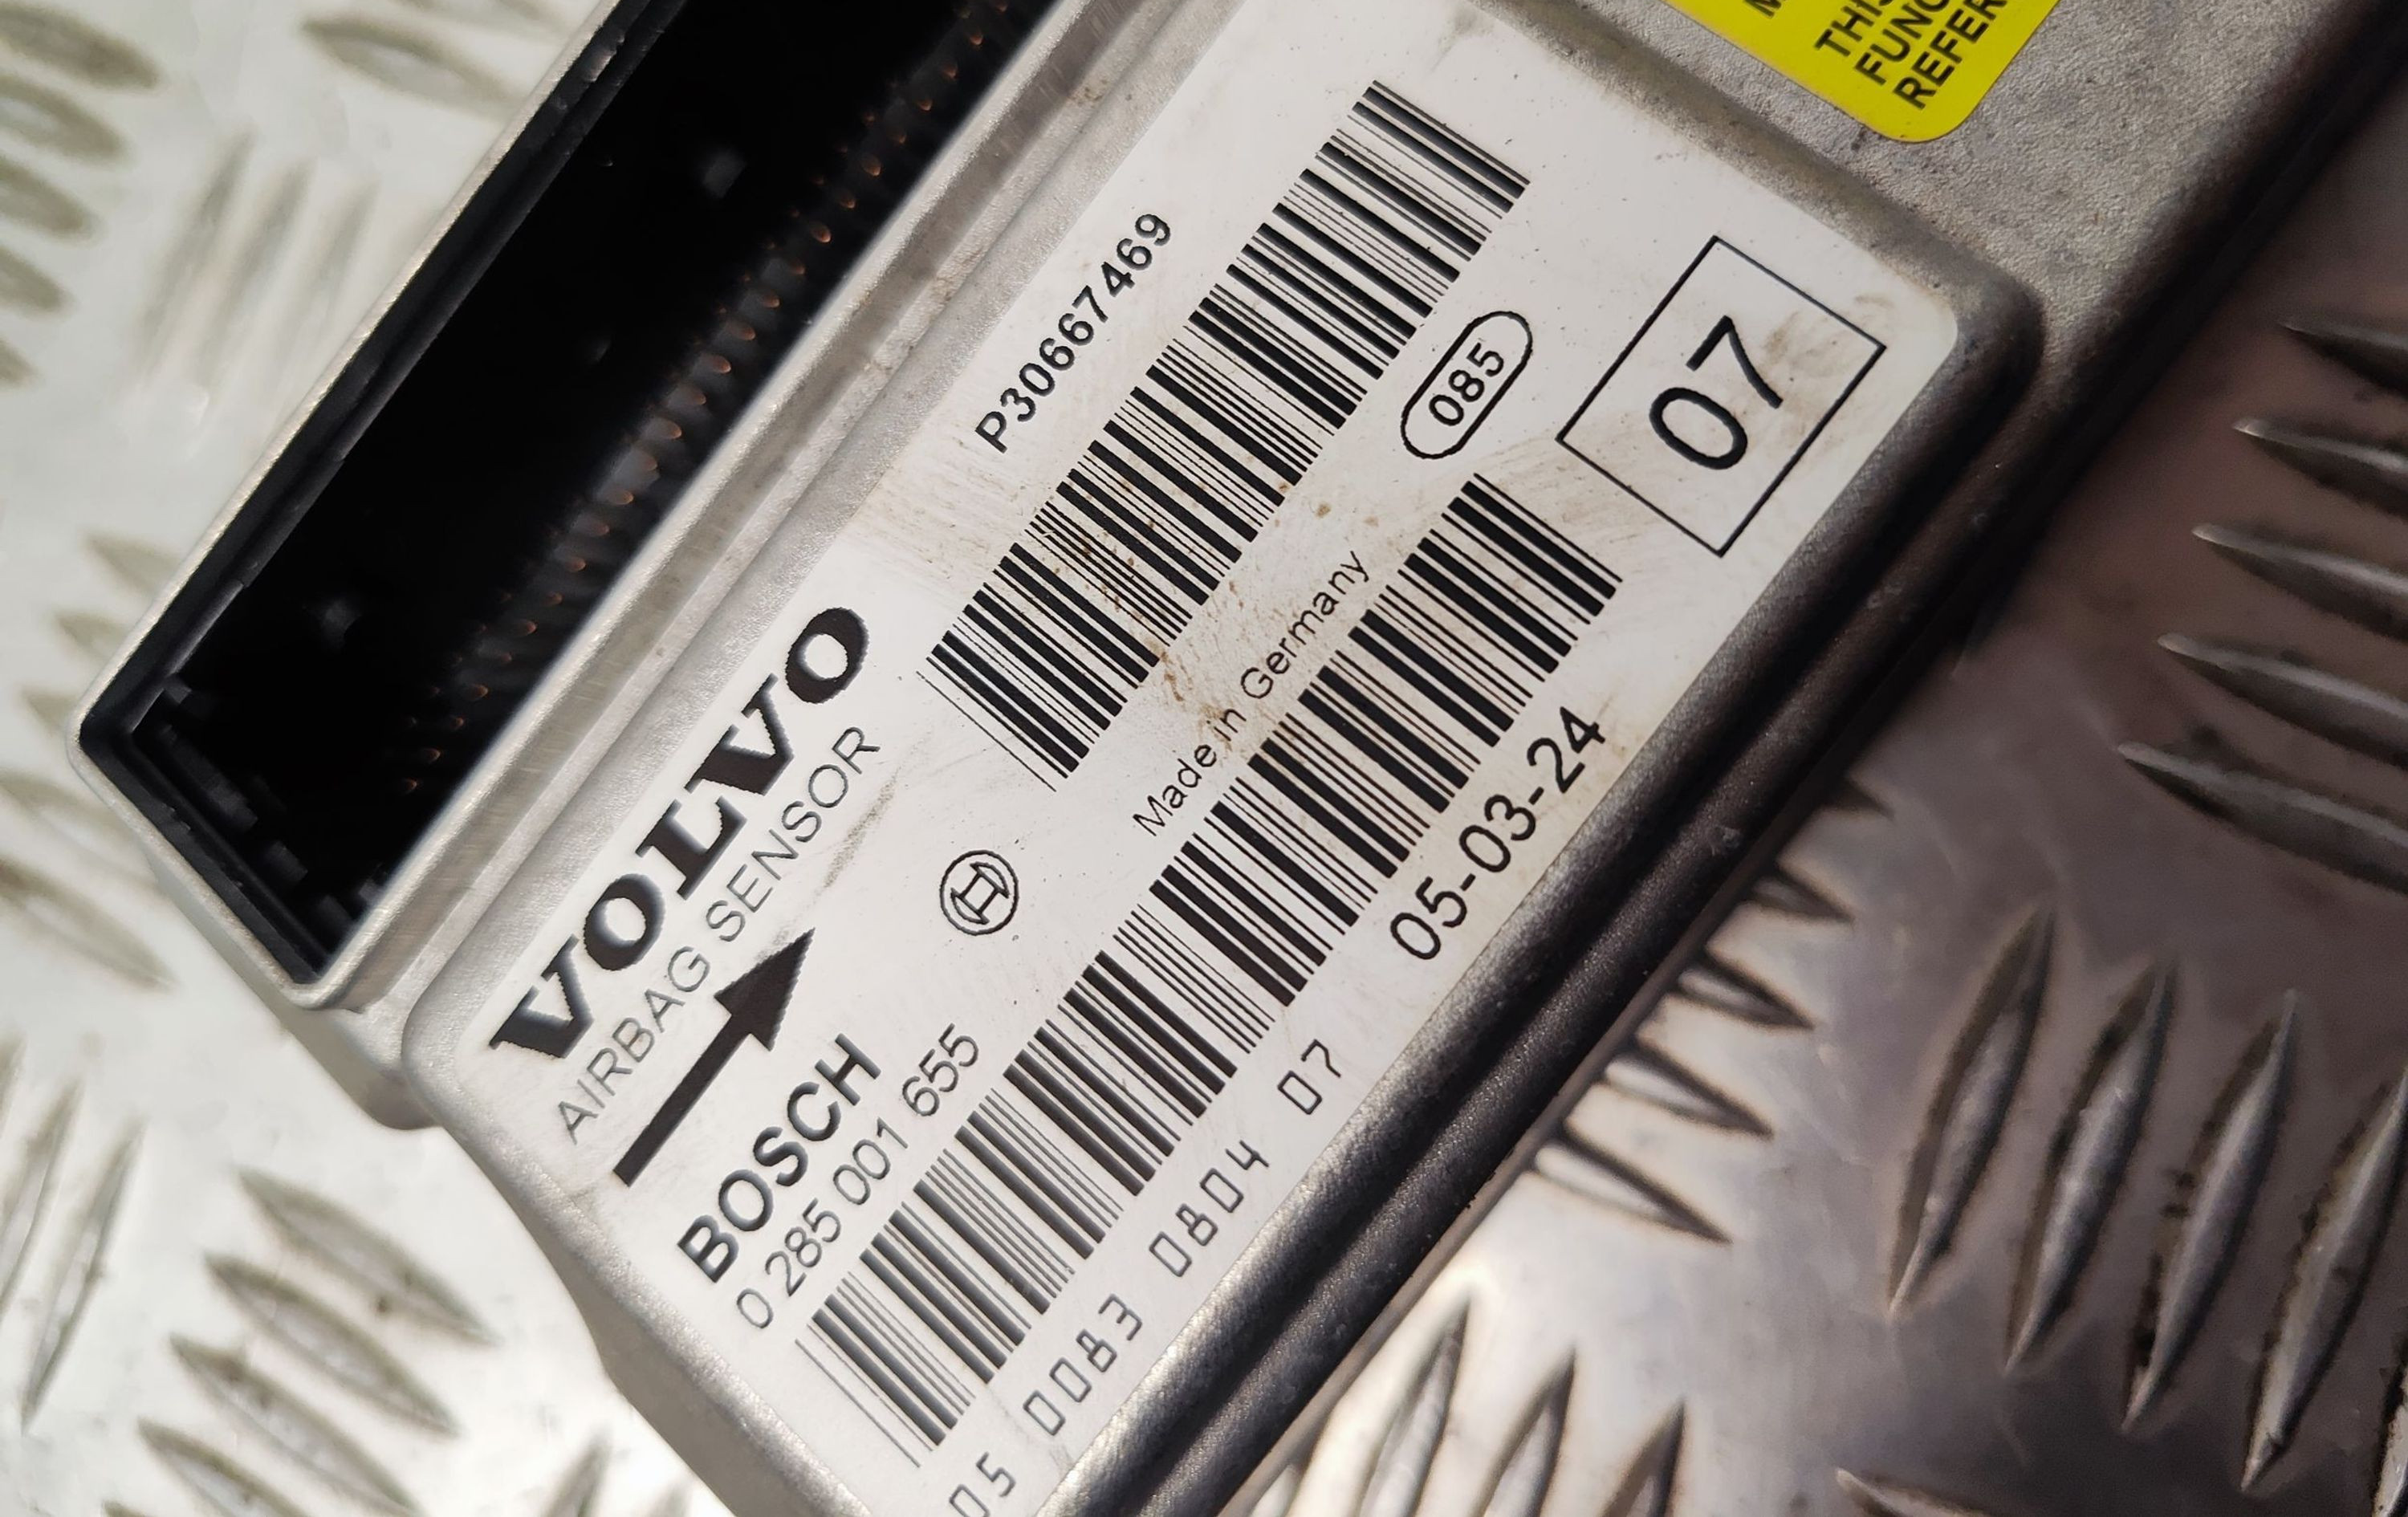 VOLVO
AIRBAG SENSOR
P30667469
BOSCH
0 285 001 655
Made in Germany
085
07
05-03-24
05 0083 0804 07
THIS
FUNC
REFER